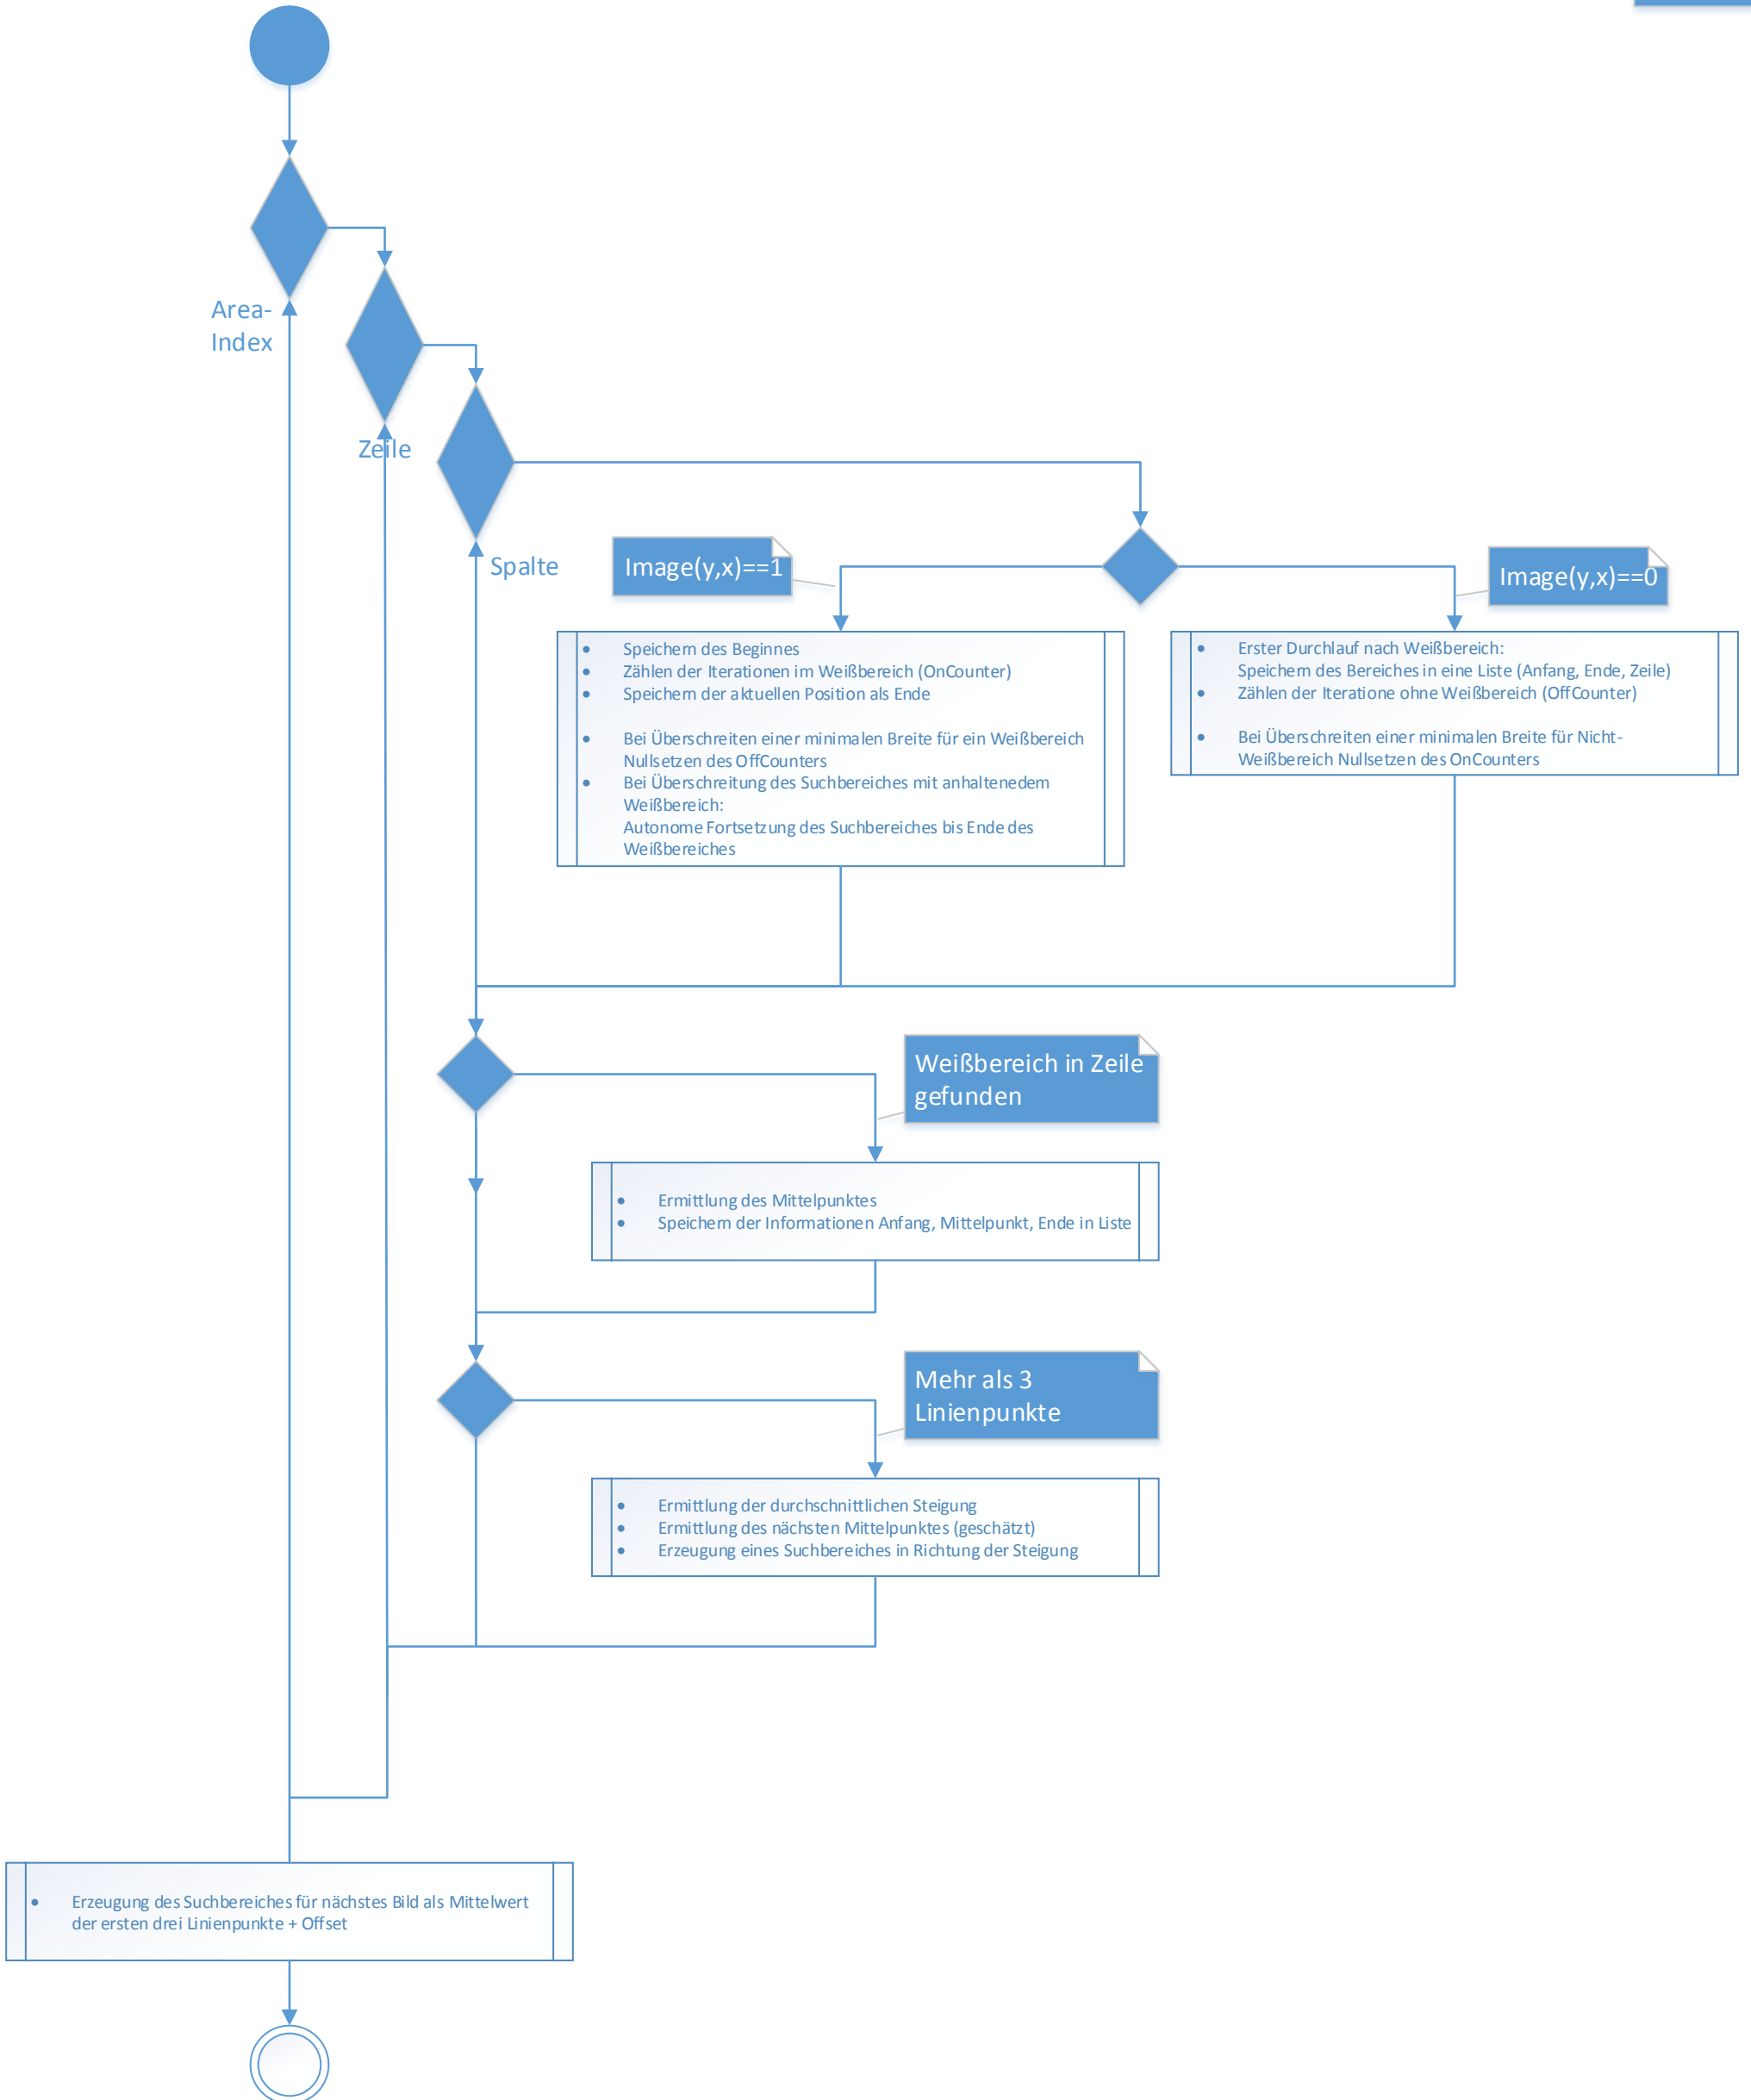 Area-
Index
Zeile
Spalte
Image(y,x)==1
Image(y,x)==0
• Speichern des Beginnes
• Zählen der Iterationen im Weißbereich (OnCounter)
• Speichern der aktuellen Position als Ende
• Bei Überschreiten einer minimalen Breite für ein Weißbereich
Nullsetzen des OffCounters
• Bei Überschreitung des Suchbereiches mit anhaltenedem
Weißbereich:
Autonome Fortsetzung des Suchbereiches bis Ende des
Weißbereiches
• Erster Durchlauf nach Weißbereich:
Speichern des Bereiches in eine Liste (Anfang, Ende, Zeile)
• Zählen der Iteratione ohne Weißbereich (OffCounter)
• Bei Überschreiten einer minimalen Breite für Nicht-
Weißbereich Nullsetzen des OnCounters
Weißbereich in Zeile
gefunden
• Ermittlung des Mittelpunktes
• Speichern der Informationen Anfang, Mittelpunkt, Ende in Liste
Mehr als 3
Linienpunkte
• Ermittlung der durchschnittlichen Steigung
• Ermittlung des nächsten Mittelpunktes (geschätzt)
• Erzeugung eines Suchbereiches in Richtung der Steigung
• Erzeugung des Suchbereiches für nächstes Bild als Mittelwert
der ersten drei Linienpunkte + Offset